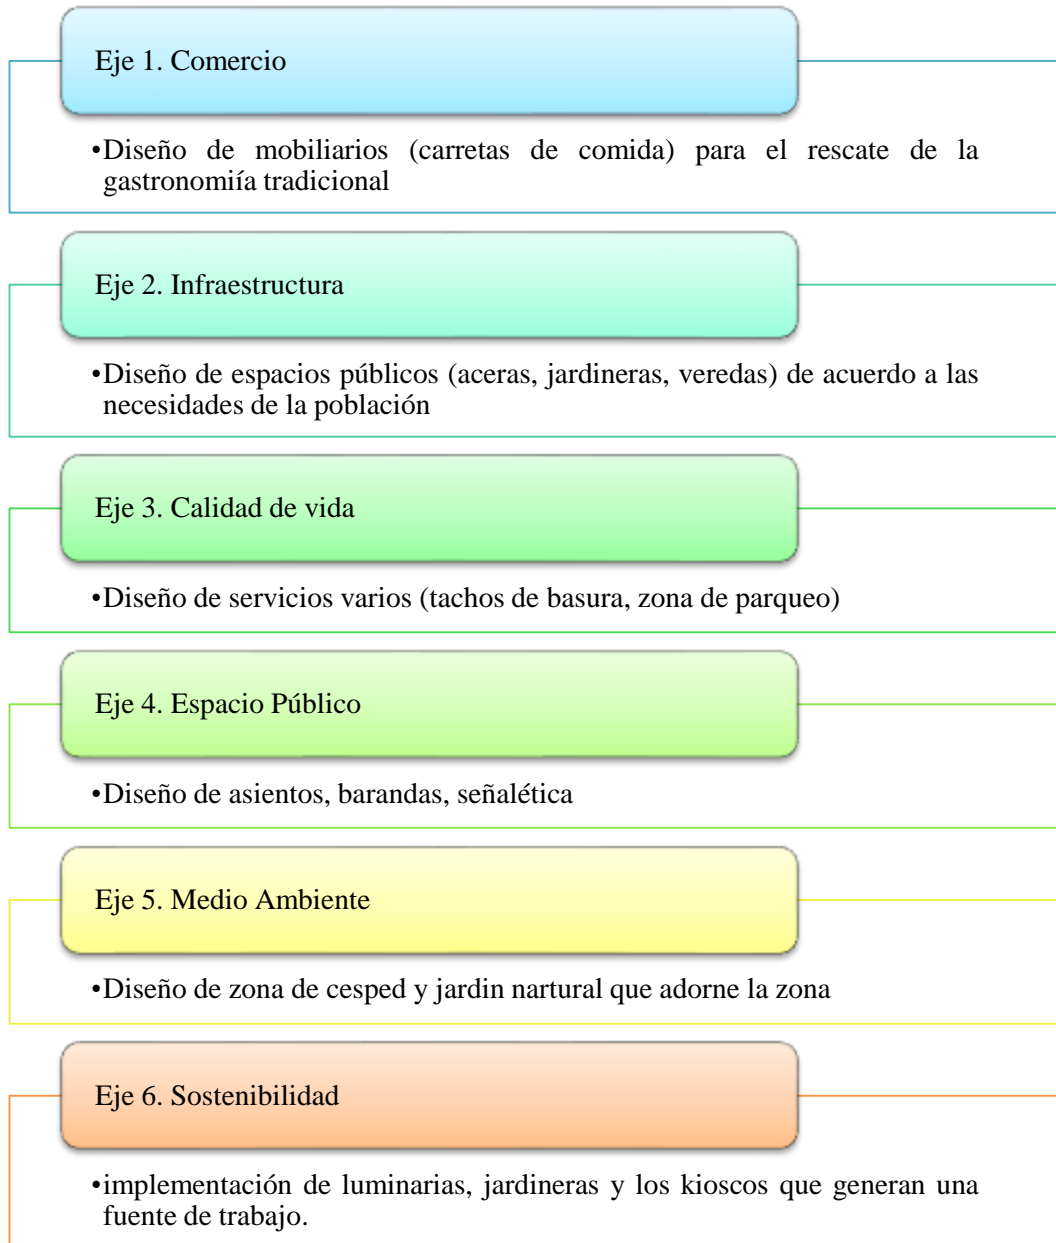 Eje 1. Comercio
•Diseño de mobiliarios (carretas de comida) para el rescate de la
gastronomiía tradicional
Eje 2. Infraestructura
•Diseño de espacios públicos (aceras, jardineras, veredas) de acuerdo a las
necesidades de la población
Eje 3. Calidad de vida
•Diseño de servicios varios (tachos de basura, zona de parqueo)
Eje 4. Espacio Público
•Diseño de asientos, barandas, señalética
Eje 5. Medio Ambiente
•Diseño de zona de cesped y jardin nartural que adorne la zona
Eje 6. Sostenibilidad
•implementación de luminarias, jardineras y los kioscos que generan una
fuente de trabajo.